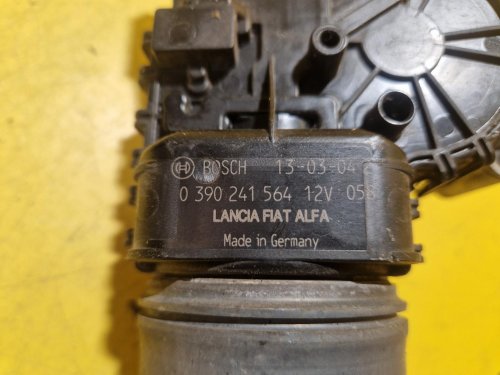 BOSCH 13-03-04
0 390 241 564 12V
LANCIA FIAT ALFA
Made in Germany